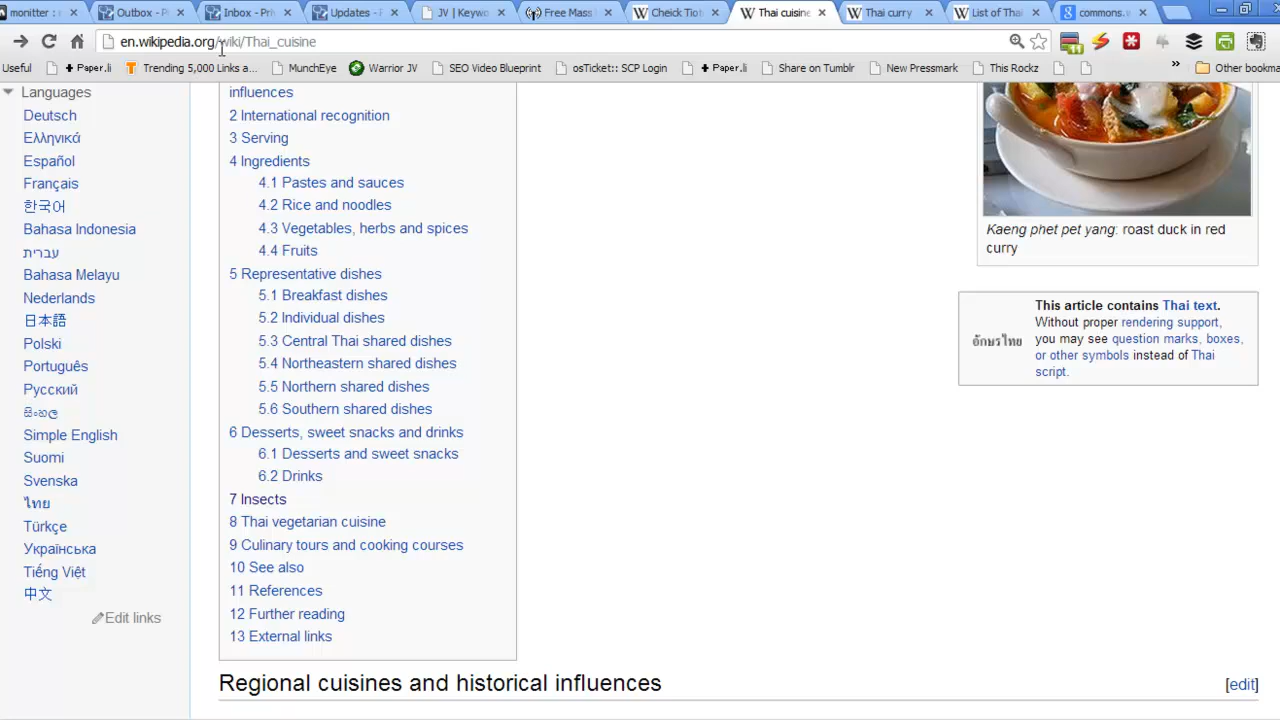 monitter : r
Outbox - Pr
Inbox - Priv
Updates - P
JV | Keywo
Free Mass
Cheick Tiot
Thai cuisine
Thai curry
List of Thai
commons.w
en.wikipedia.org/wiki/Thai_cuisine
Useful
Paper.li
Trending 5,000 Links a...
MunchEye
Warrior JV
SEO Video Blueprint
osTicket:: SCP Login
Paper.li
Share on Tumblr
New Pressmark
This Rockz
»
Other bookma
Languages
Deutsch
Ελληνικά
Español
Français
한국어
Bahasa Indonesia
עברית
Bahasa Melayu
Nederlands
日本語
Polski
Português
Русский
සිංහල
Simple English
Suomi
Svenska
ไทย
Türkçe
Українська
Tiếng Việt
中文
Edit links
influences
2 International recognition
3 Serving
4 Ingredients
4.1 Pastes and sauces
4.2 Rice and noodles
4.3 Vegetables, herbs and spices
4.4 Fruits
5 Representative dishes
5.1 Breakfast dishes
5.2 Individual dishes
5.3 Central Thai shared dishes
5.4 Northeastern shared dishes
5.5 Northern shared dishes
5.6 Southern shared dishes
6 Desserts, sweet snacks and drinks
6.1 Desserts and sweet snacks
6.2 Drinks
7 Insects
8 Thai vegetarian cuisine
9 Culinary tours and cooking courses
10 See also
11 References
12 Further reading
13 External links
Kaeng phet pet yang: roast duck in red
curry
อักษรไทย
This article contains Thai text.
Without proper rendering support,
you may see question marks, boxes,
or other symbols instead of Thai
script.
Regional cuisines and historical influences
[edit]